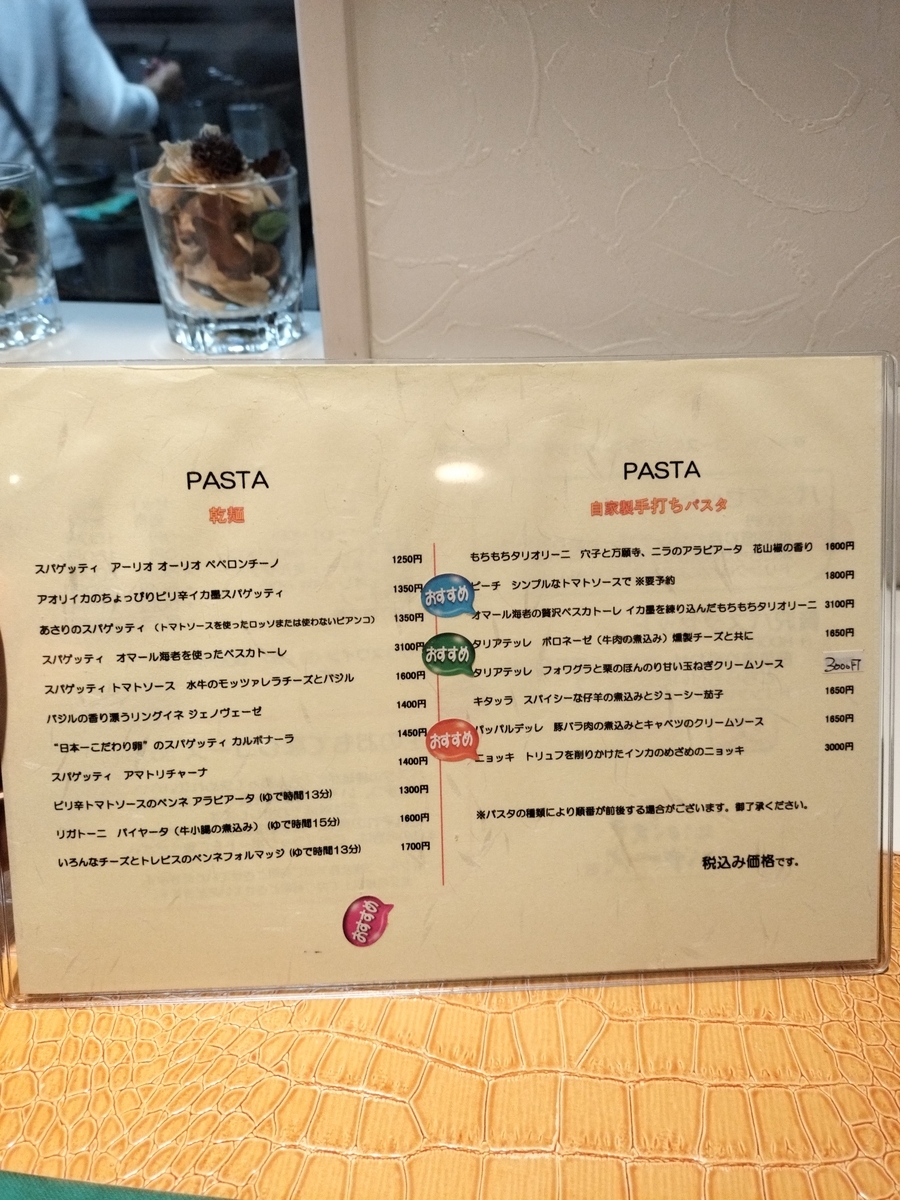 PASTA
乾麺
スパゲッティ　アーリオ オーリオ ペペロンチーノ 1250円
アオリイカのちょっぴりピリ辛イカ墨スパゲッティ 1350円
あさりのスパゲッティ （トマトソースを使ったロッソまたは使わないビアンコ） 1350円
スパゲッティ　オマール海老を使ったペスカトーレ 3100円
スパゲッティ トマトソース　水牛のモッツァレラチーズとバジル 1600円
バジルの香り漂うリングイネ ジェノヴェーゼ 1400円
“日本一こだわり卵”のスパゲッティ カルボナーラ 1450円
スパゲッティ　アマトリチャーナ 1400円
ピリ辛トマトソースのペンネ アラビアータ (ゆで時間13分) 1300円
リガトーニ　パイヤータ（牛小腸の煮込み） (ゆで時間15分) 1600円
いろんなチーズとトレビスのペンネフォルマッジ (ゆで時間13分) 1700円
おすすめ
おすすめ
おすすめ
おすすめ
PASTA
自家製手打ちパスタ
もちもちタリオリーニ　穴子と万願寺、ニラのアラビアータ　花山椒の香り 1600円
ピーチ　シンプルなトマトソースで ※要予約 1800円
オマール海老の贅沢ペスカトーレ イカ墨を練り込んだもちもちタリオリーニ 3100円
タリアテッレ　ボロネーゼ（牛肉の煮込み）燻製チーズと共に 1650円
タリアテッレ　フォワグラと栗のほんのり甘い玉ねぎクリームソース 3000円
キタッラ　スパイシーな仔羊の煮込みとジューシー茄子 1650円
パッパルデッレ　豚バラ肉の煮込みとキャベツのクリームソース 1650円
ニョッキ　トリュフを削りかけたインカのめざめのニョッキ 3000円
※パスタの種類により順番が前後する場合がございます。御了承ください。
税込み価格です。